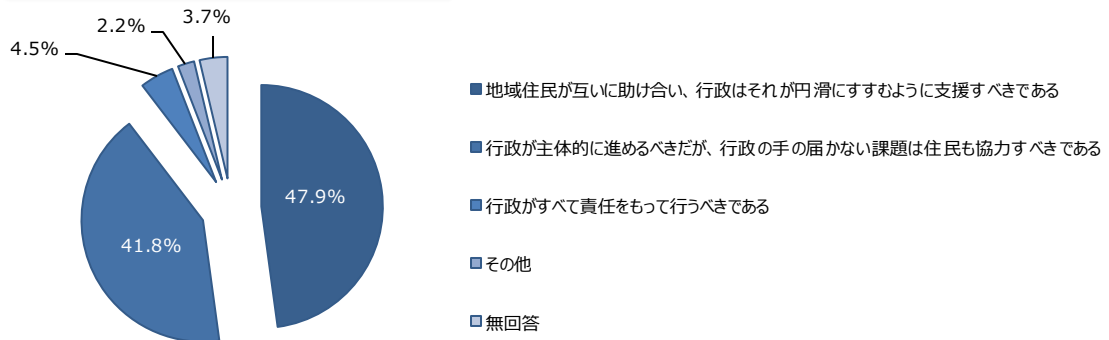 3.7%
2.2%
4.5%
47.9%
41.8%
地域住民が互いに助け合い、行政はそれが円滑にすすむように支援すべきである
行政が主体的に進めるべきだが、行政の手の届かない課題は住民も協力すべきである
行政がすべて責任をもって行うべきである
その他
無回答